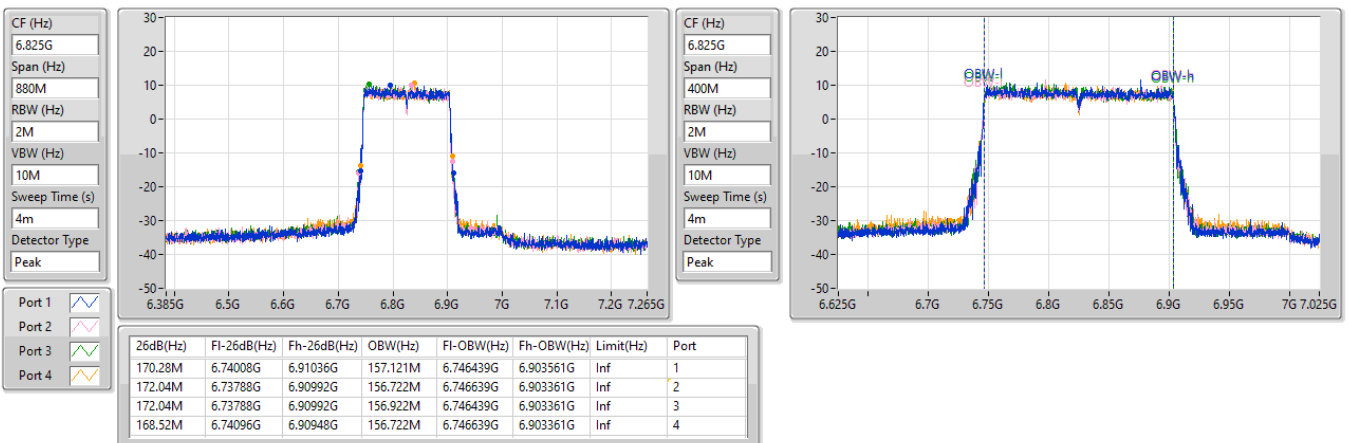 CF (Hz)
6.825G
Span (Hz)
880M
RBW (Hz)
2M
VBW (Hz)
10M
Sweep Time (s)
4m
Detector Type
Peak
30
20
10
0
-10
-20
-30
-40
-50
6.385G 6.5G 6.6G 6.7G 6.8G 6.9G 7G 7.1G 7.2G 7.265G
CF (Hz)
6.825G
Span (Hz)
400M
RBW (Hz)
2M
VBW (Hz)
10M
Sweep Time (s)
4m
Detector Type
Peak
30
20
10
0
-10
-20
-30
-40
-50
OBW-l OBW-h
6.625G 6.7G 6.75G 6.8G 6.85G 6.9G 6.95G 7G 7.025G
Port 1
Port 2
Port 3
Port 4
26dB(Hz) Fl-26dB(Hz) Fh-26dB(Hz) OBW(Hz) Fl-OBW(Hz) Fh-OBW(Hz) Limit(Hz) Port
170.28M 6.74008G 6.91036G 157.121M 6.746439G 6.903561G Inf 1
172.04M 6.73788G 6.90992G 156.722M 6.746639G 6.903361G Inf 2
172.04M 6.73788G 6.90992G 156.922M 6.746439G 6.903361G Inf 3
168.52M 6.74096G 6.90948G 156.722M 6.746639G 6.903361G Inf 4